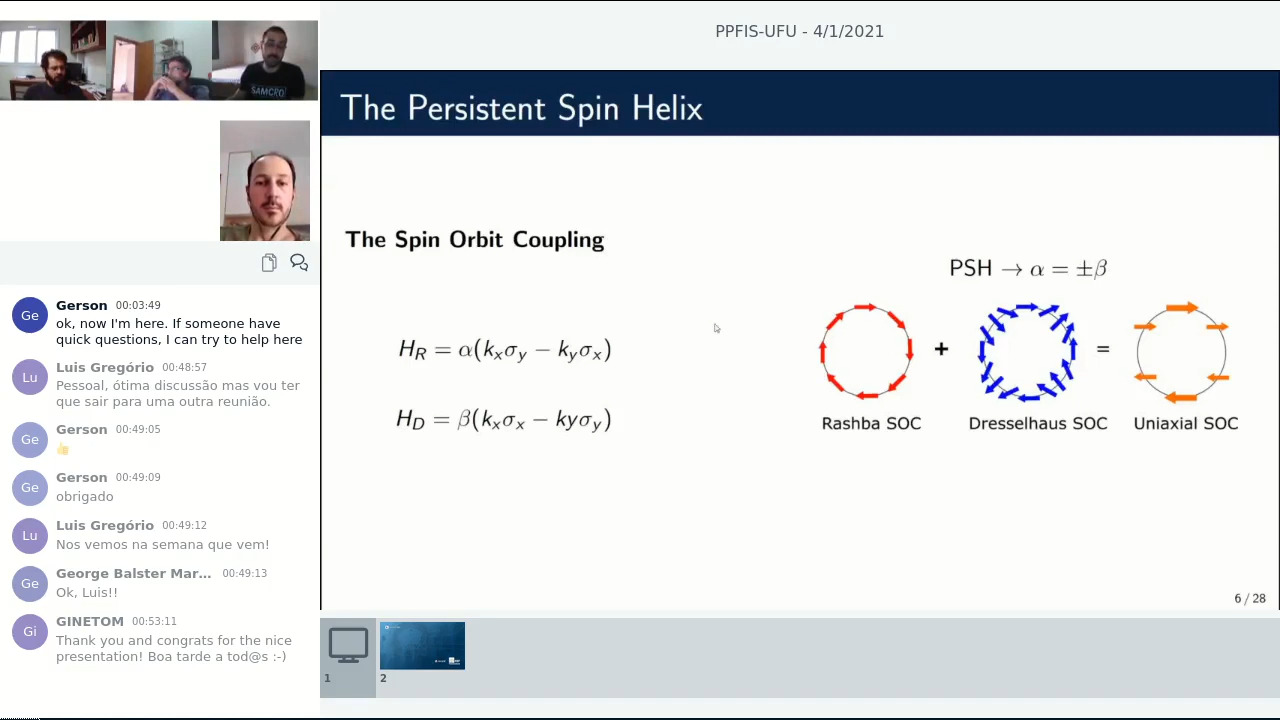 PPFIS-UFU - 4/1/2021
SAMCRO
Ge
Gerson 00:03:49
ok, now I'm here. If someone have
quick questions, I can try to help here
Lu
Luis Gregório 00:48:57
Pessoal, ótima discussão mas vou ter
que sair para uma outra reunião.
Ge
Gerson 00:49:05
👍
Ge
Gerson 00:49:09
obrigado
Lu
Luis Gregório 00:49:12
Nos vemos na semana que vem!
Ge
George Balster Mar... 00:49:13
Ok, Luis!!
Gi
GINETOM 00:53:11
Thank you and congrats for the nice
presentation! Boa tarde a tod@s :-)
The Persistent Spin Helix
The Spin Orbit Coupling
H_R = α(k_xσ_y − k_yσ_x)
H_D = β(k_xσ_x − kyσ_y)
PSH → α = ±β
+ =
Rashba SOC Dresselhaus SOC Uniaxial SOC
6 / 28
1 2